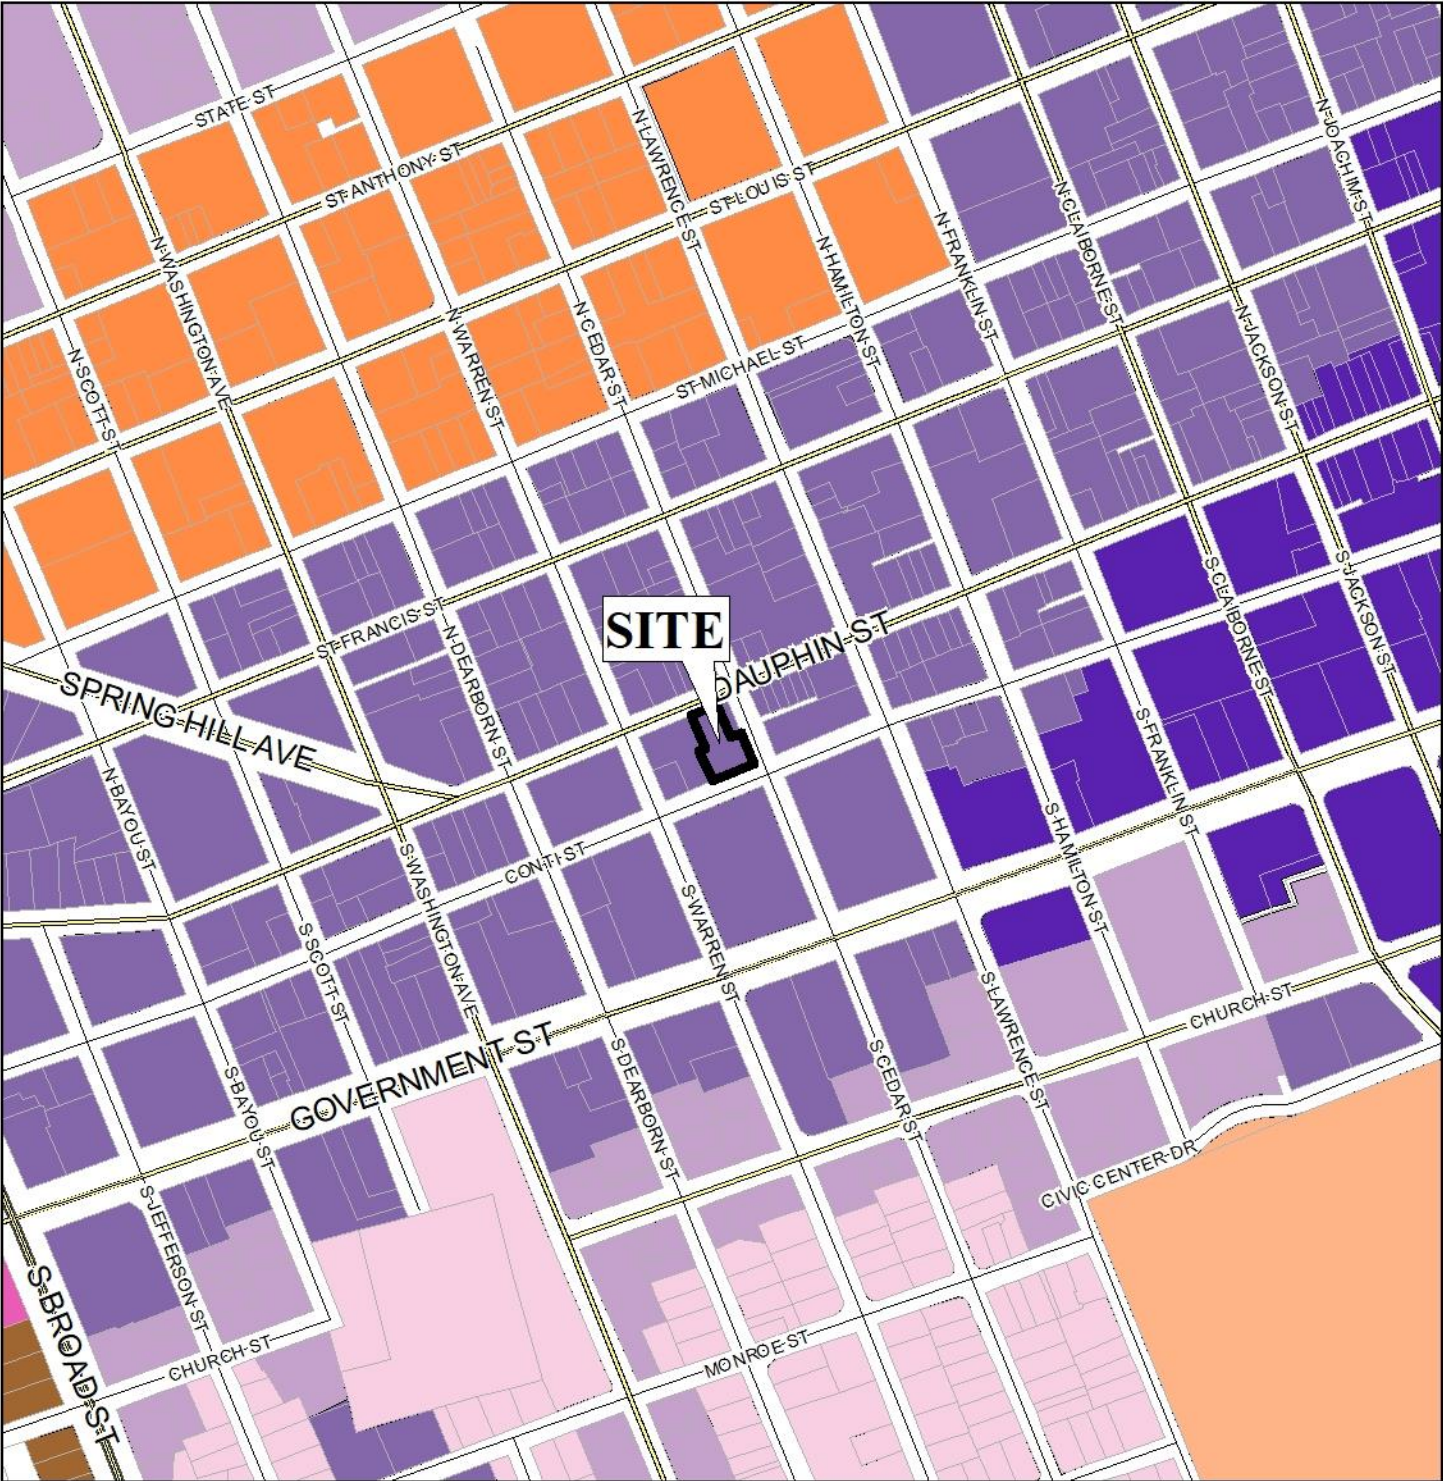 STATE ST
N JOACHIM ST
N LAWRENCE ST
ST ANTHONY ST
ST LOUIS ST
N CLAIBORNE ST
N FRANKLIN ST
N WASHINGTON AVE
N HAMILTON ST
N CEDAR ST
N WARREN ST
N JACKSON ST
N SCOTT ST
ST MICHAEL ST
S JACKSON ST
S CLAIBORNE ST
ST FRANCIS ST
SITE
DAUPHIN ST
N DEARBORN ST
SPRING HILL AVE
S FRANKLIN ST
N BAYOU ST
S HAMILTON ST
CONTI ST
S WASHINGTON AVE
S WARREN ST
S SCOTT ST
S LAWRENCE ST
CHURCH ST
GOVERNMENT ST
S DEARBORN ST
S CEDAR ST
S BAYOU ST
CIVIC CENTER DR
S JEFFERSON ST
S BROAD ST
CHURCH ST
MONROE ST